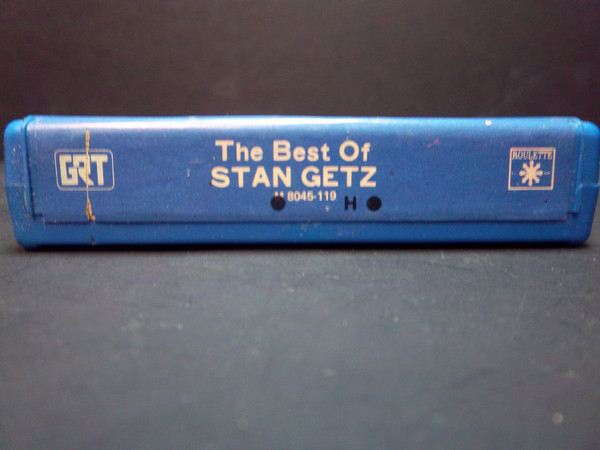 GRT
The Best Of
STAN GETZ
M 8045-119
H
ROULETTE